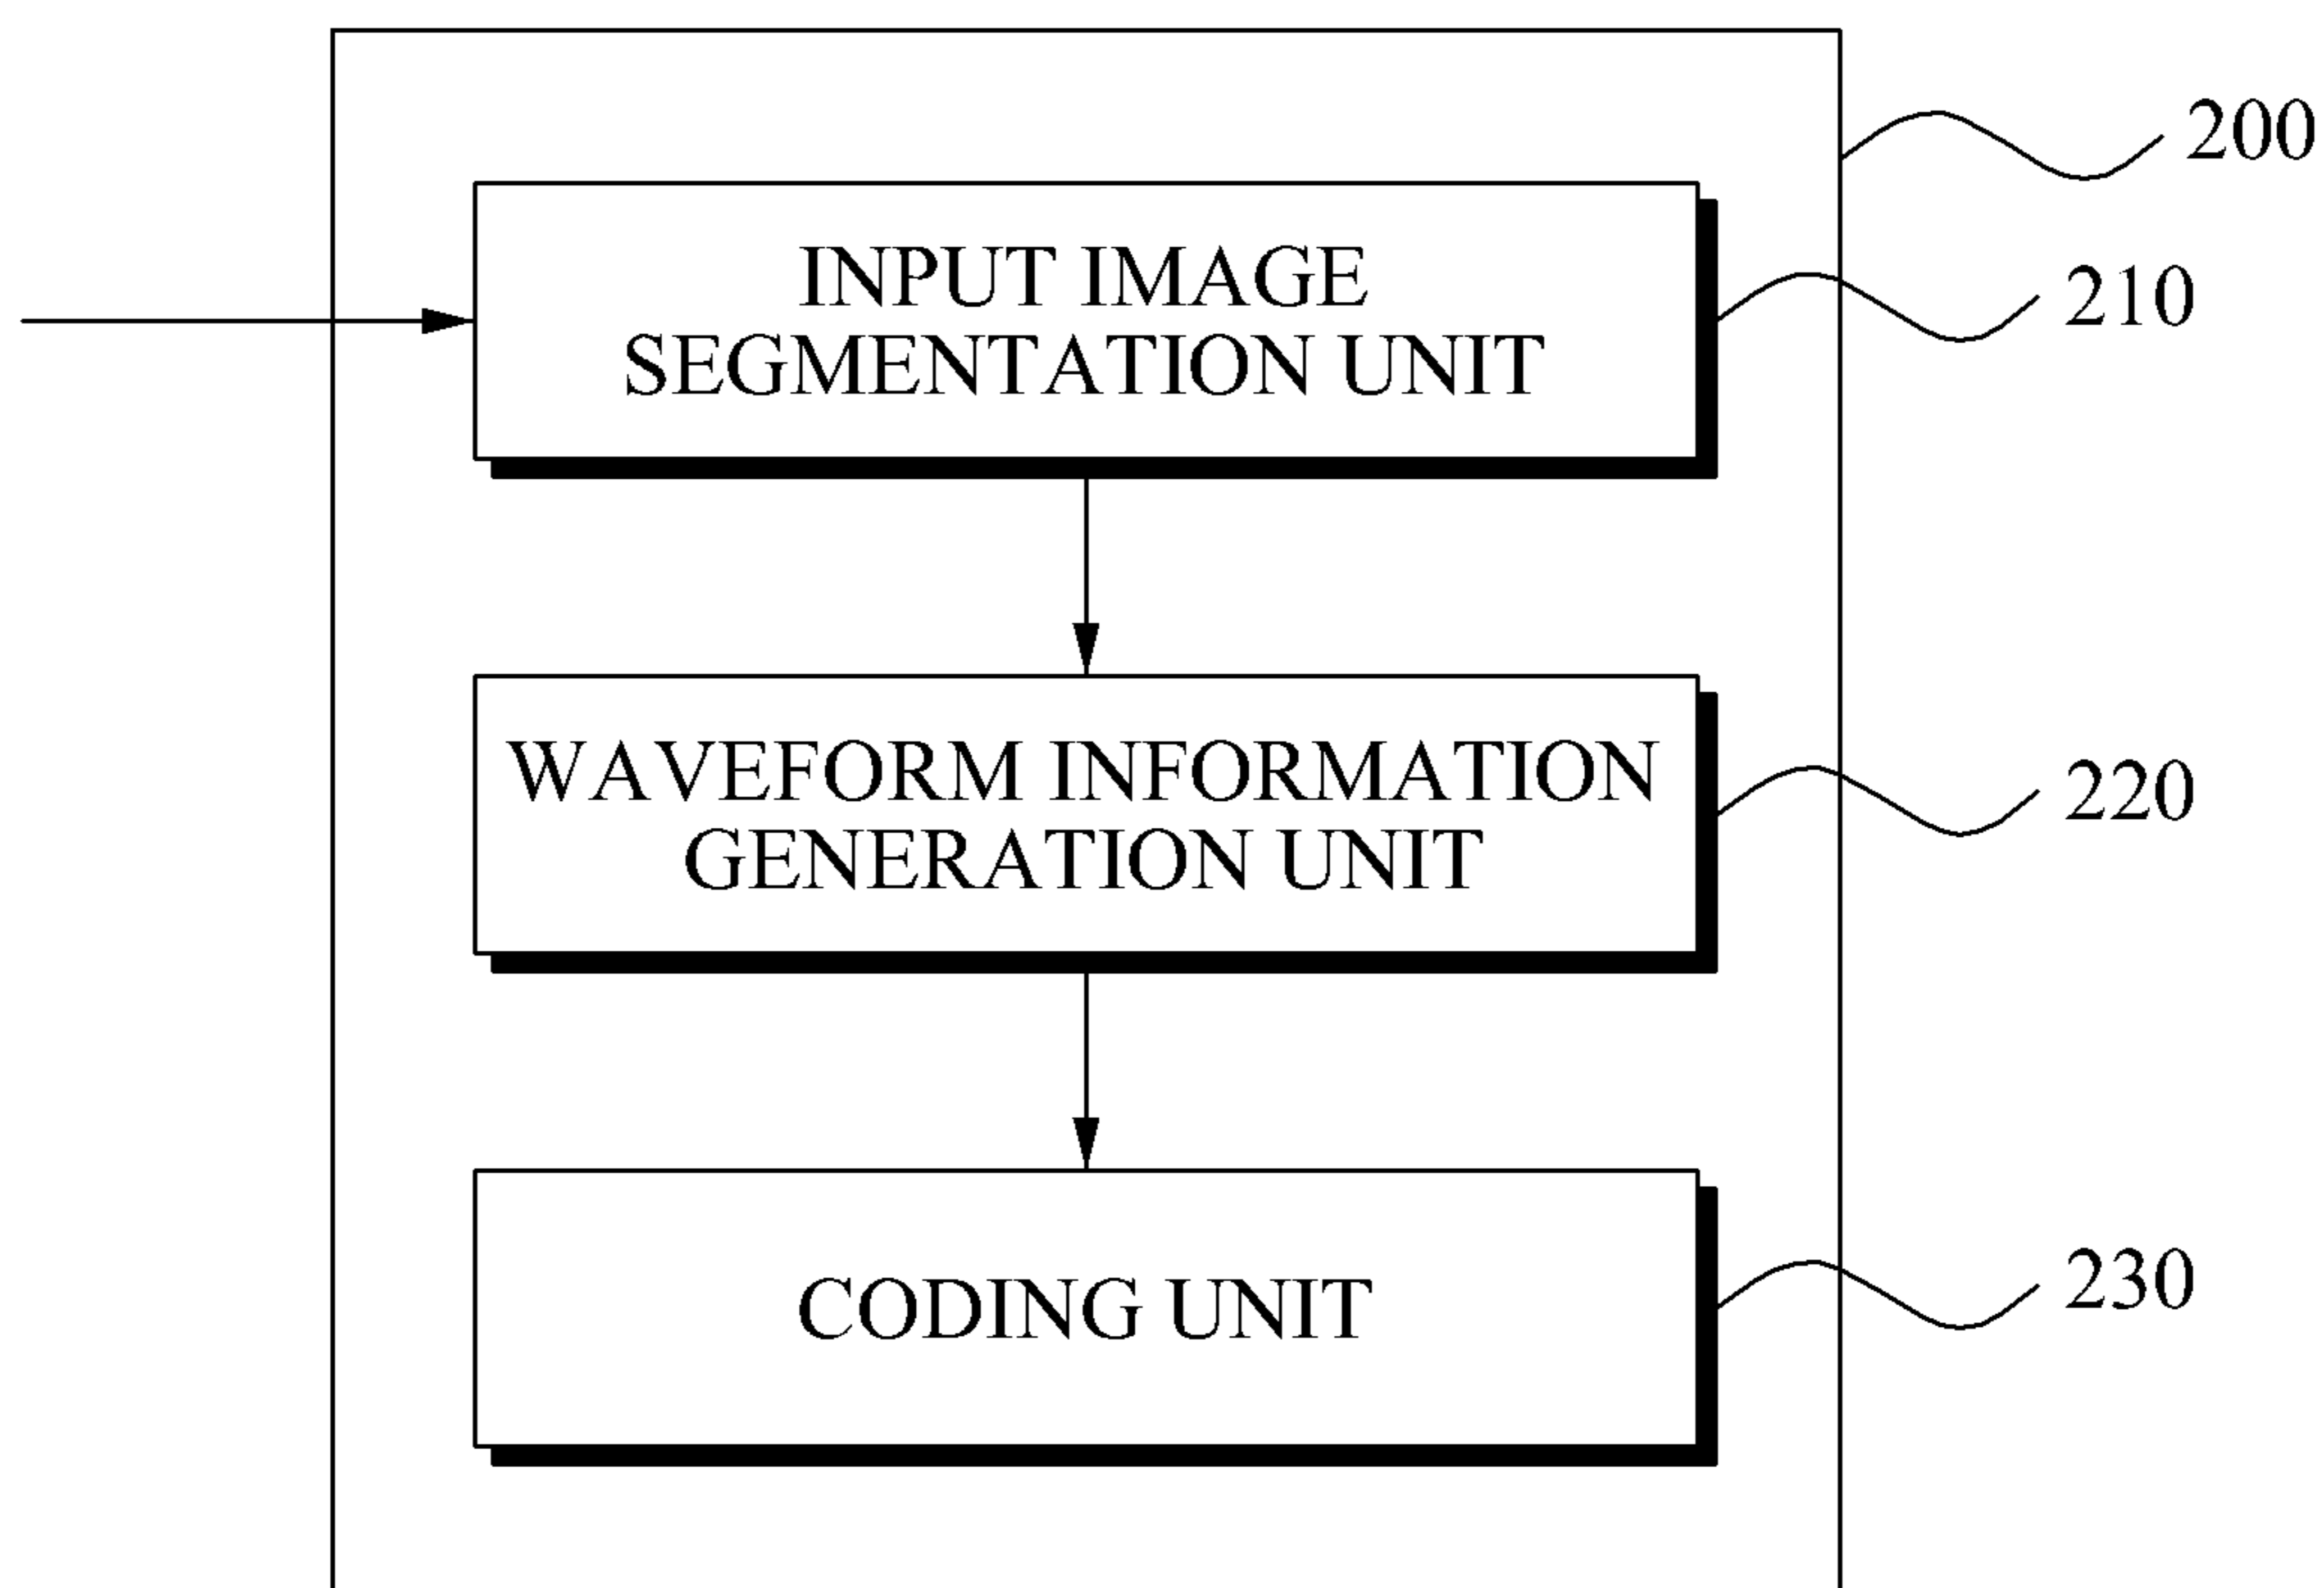 200
INPUT IMAGE
SEGMENTATION UNIT
210
WAVEFORM INFORMATION
GENERATION UNIT
220
CODING UNIT
230